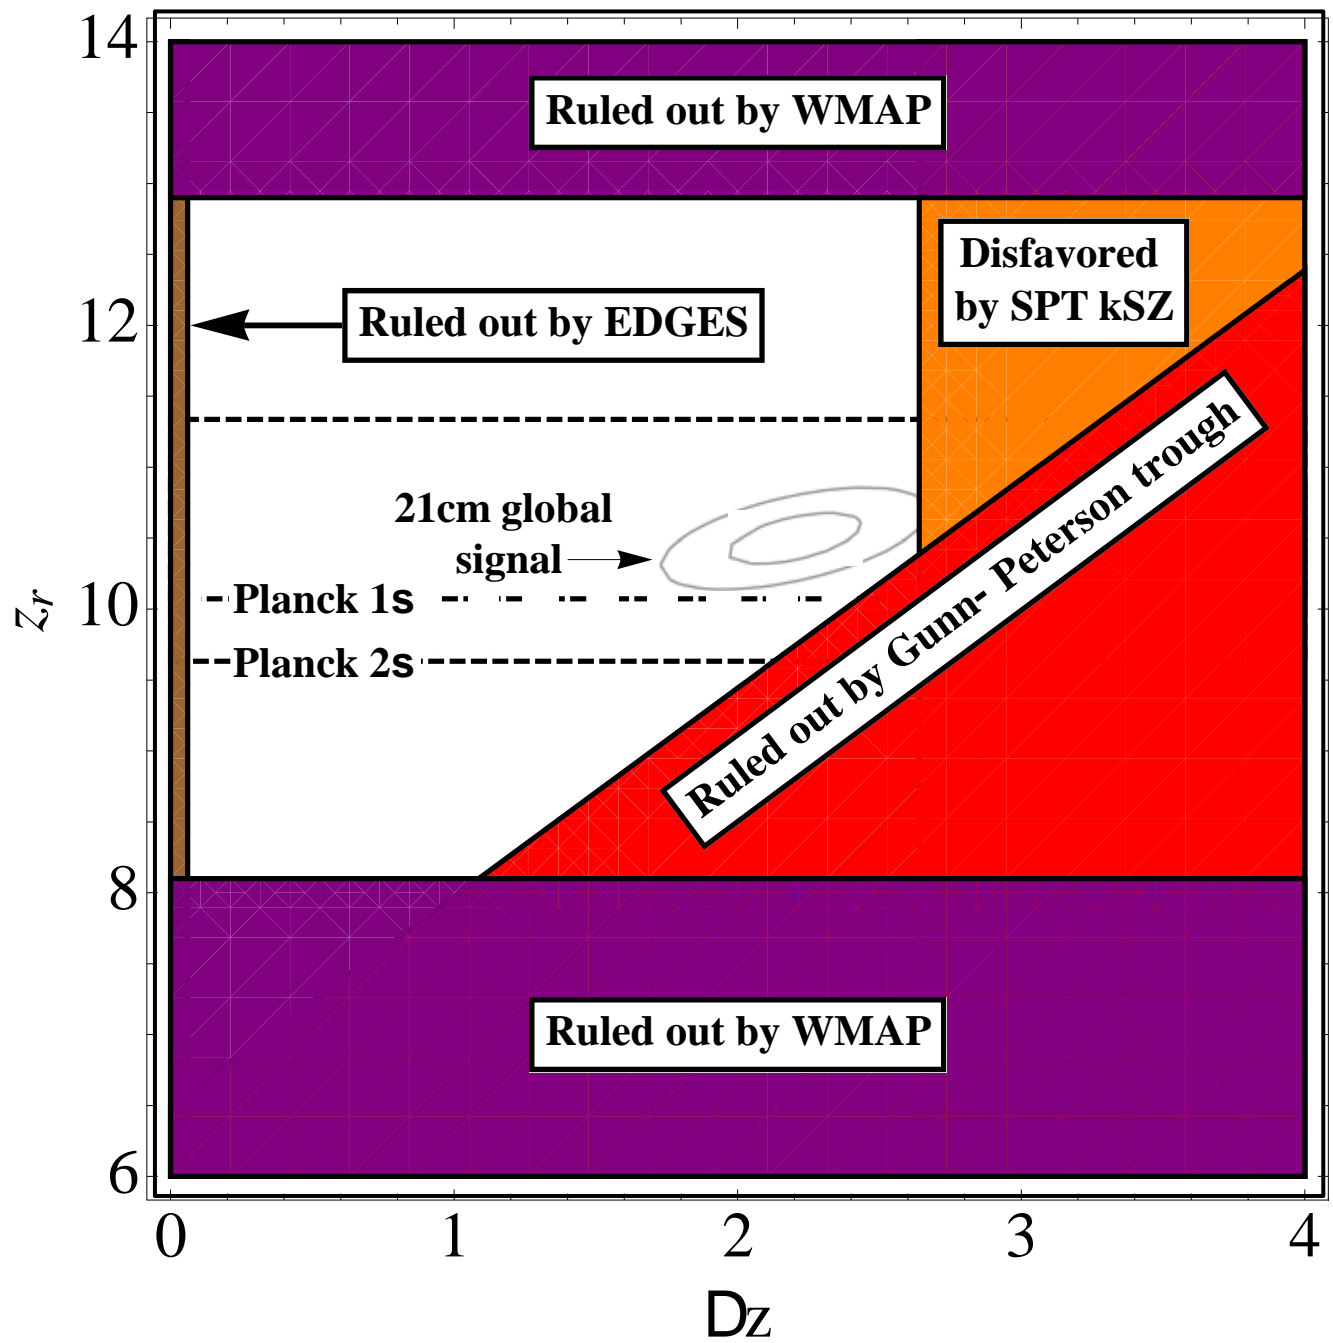 14
Ruled out by WMAP
Disfavored
by SPT kSZ
12
Ruled out by EDGES
Ruled out by Gunn- Peterson trough
21cm global
signal
10
Planck 1s
Planck 2s
zr
8
Ruled out by WMAP
6
0 1 2 3 4
Dz